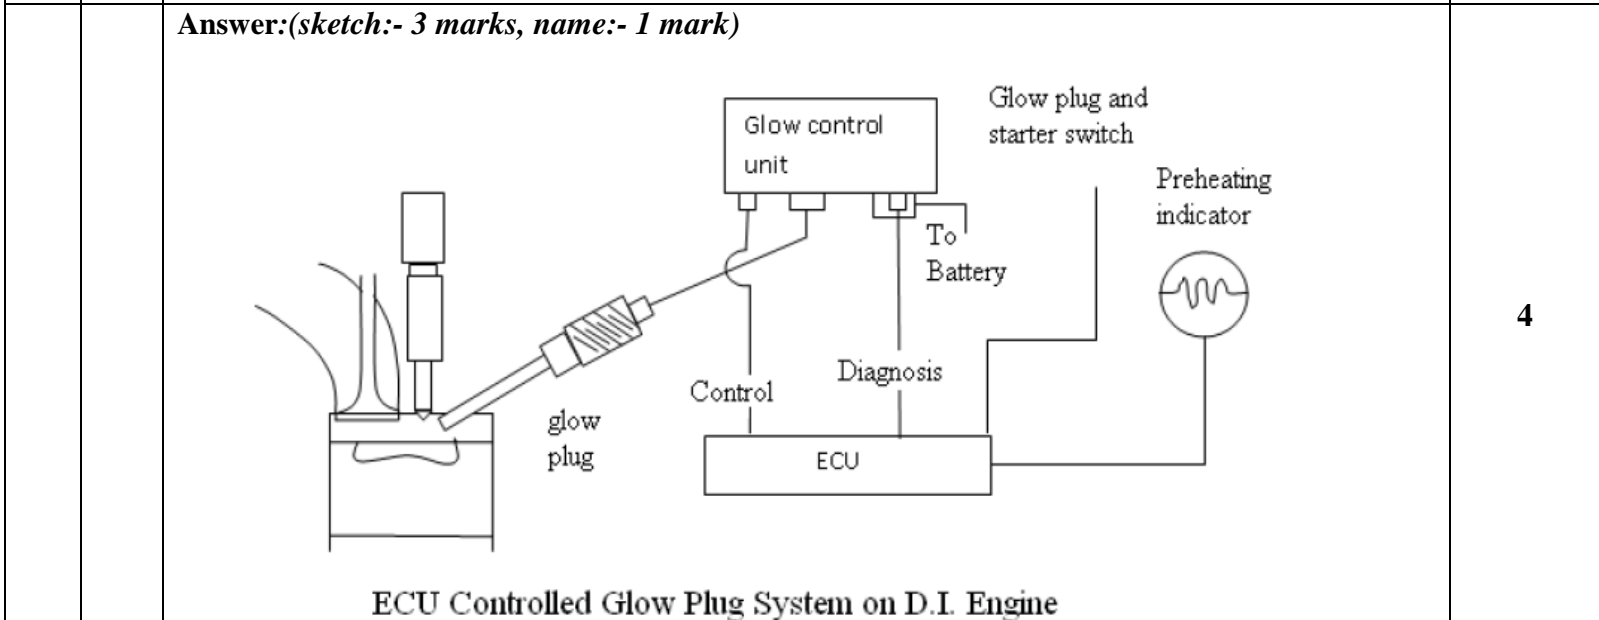 Answer:(sketch:- 3 marks, name:- 1 mark)
Glow control
unit
Glow plug and
starter switch
Preheating
indicator
To
Battery
4
Control
Diagnosis
glow
plug
ECU
ECU Controlled Glow Plug System on D.I. Engine